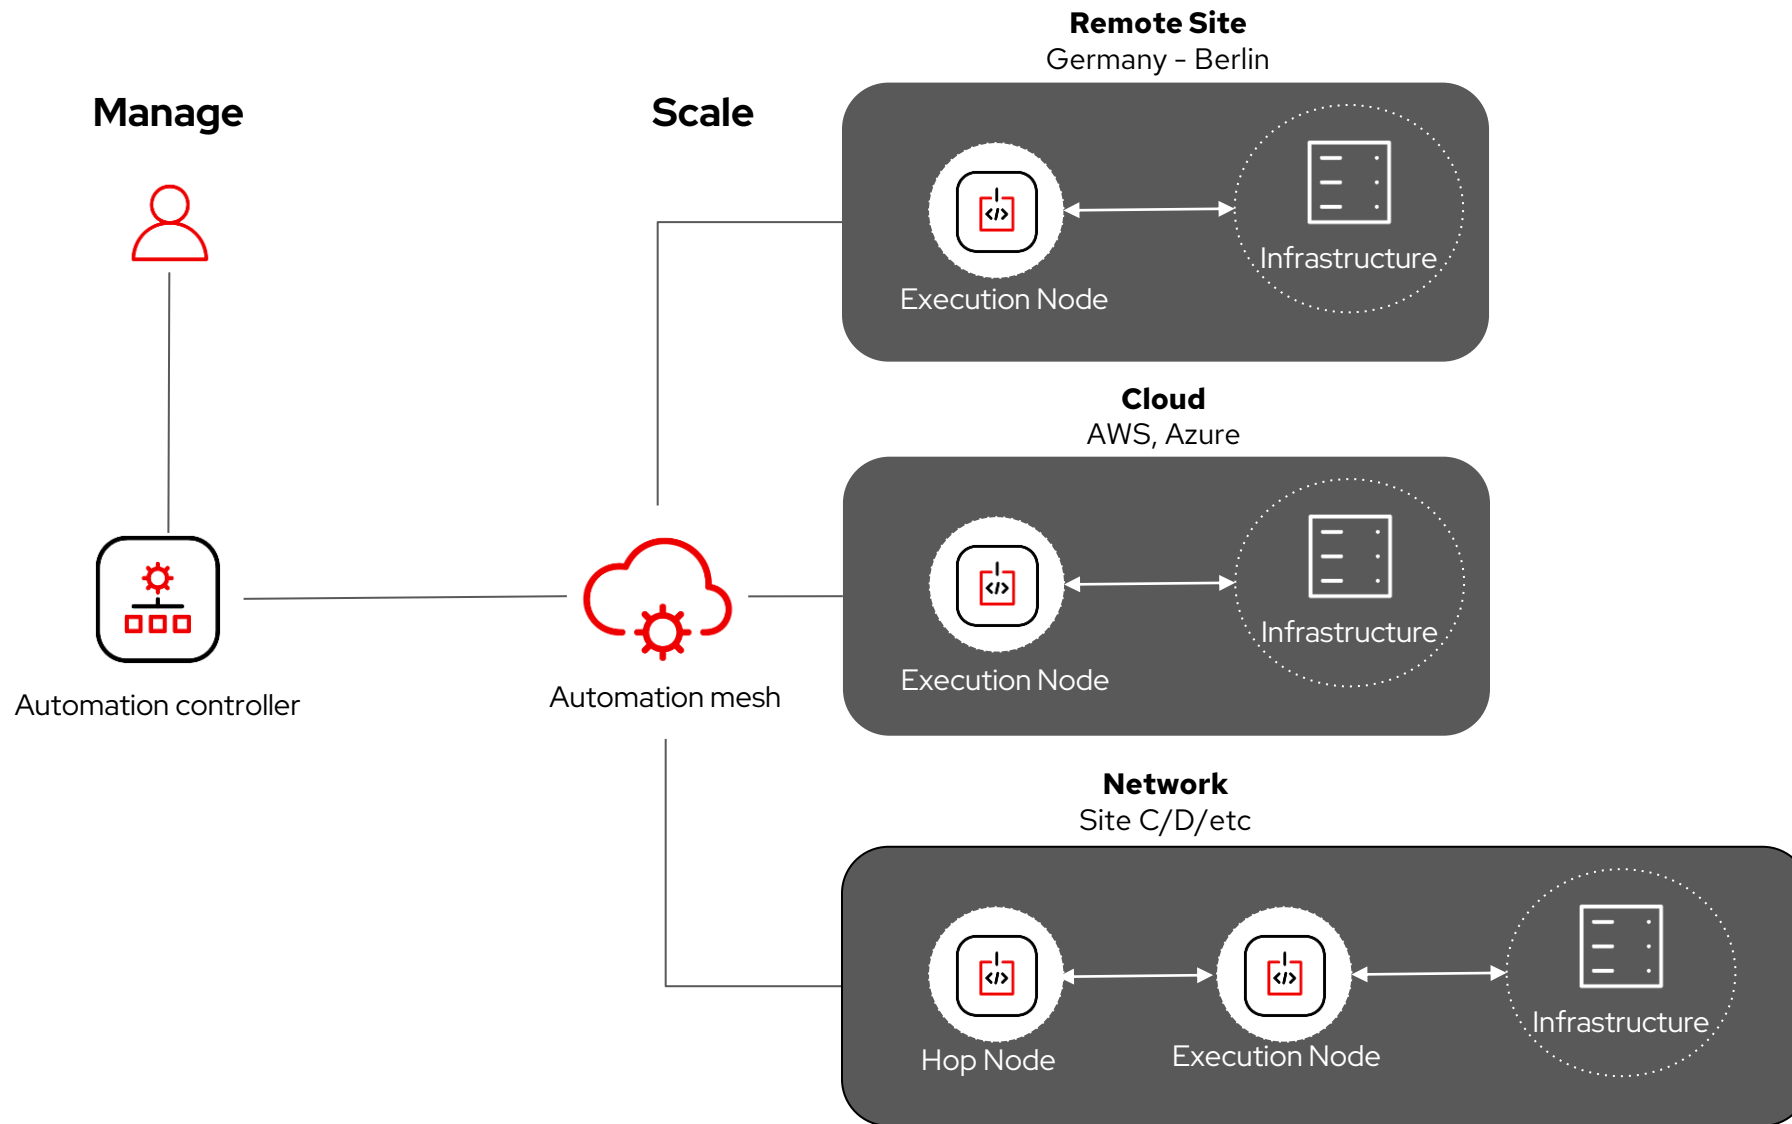 Manage
Scale
Automation controller
Automation mesh
Remote Site
Germany - Berlin
</>
Execution Node
Infrastructure
Cloud
AWS, Azure
</>
Execution Node
Infrastructure
Network
Site C/D/etc
</>
Hop Node
</>
Execution Node
Infrastructure